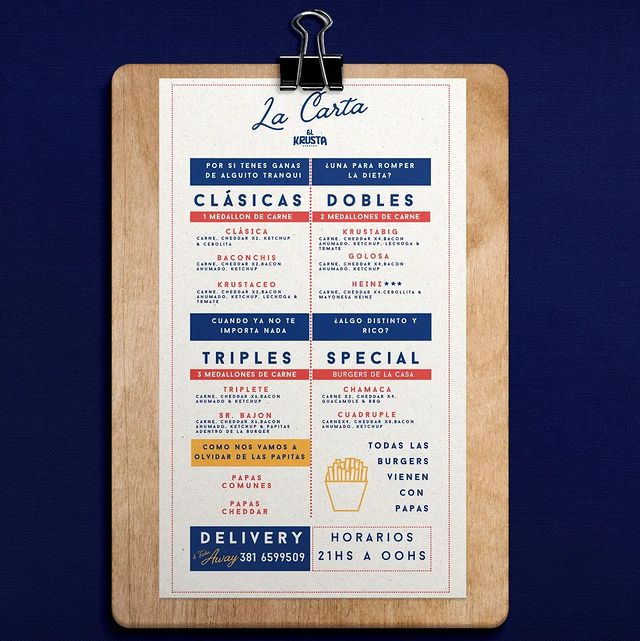 La Carta
EL
KRUSTA
POR SI TENES GANAS
DE ALGUITO TRANQUI
CLÁSICAS
1 MEDALLON DE CARNE
CLÁSICA
CARNE, CHEDDAR X2, KETCHUP
& CEBOLITA
BACONCHIS
CARNE, CHEDDAR X2,BACON
AHUMADO, KETCHUP
KRUSTACEO
CARNE, CHEDDAR X2,BACON
AHUMADO, KETCHUP, LECHUGA &
TOMATE
¿UNA PARA ROMPER
LA DIETA?
DOBLES
2 MEDALLONES DE CARNE
KRUSTABIG
CARNE, CHEDDAR X4,BACON
AHUMADO, KETCHUP, LECHUGA &
TOMATE
GOLOSA
CARNE, CHEDDAR X4,BACON
AHUMADO, KETCHUP
HEINZ★★★
CARNE, CHEDDAR X4,CEBOLLITA &
MAYONESA HEINZ
CUANDO YA NO TE
IMPORTA NADA
TRIPLES
3 MEDALLONES DE CARNE
TRIPLETE
CARNE, CHEDDAR X6,BACON
AHUMADO & KETCHUP
SR. BAJON
CARNE, CHEDDAR X6,BACON
AHUMADO, KETCHUP & PAPITAS
ADENTRO DE LA BURGER
¿ALGO DISTINTO Y
RICO?
SPECIAL
BURGERS DE LA CASA
CHAMACA
CARNE X2, CHEDDAR X4,
GUACAMOLE & BBQ
CUADRUPLE
CARNEX4, CHEDDAR X8,BACON
AHUMADO, KETCHUP
COMO NOS VAMOS A
OLVIDAR DE LAS PAPITAS
PAPAS
COMUNES
PAPAS
CHEDDAR
TODAS LAS
BURGERS
VIENEN
CON
PAPAS
DELIVERY
& Take Away 381 6599509
HORARIOS
21HS A 00HS